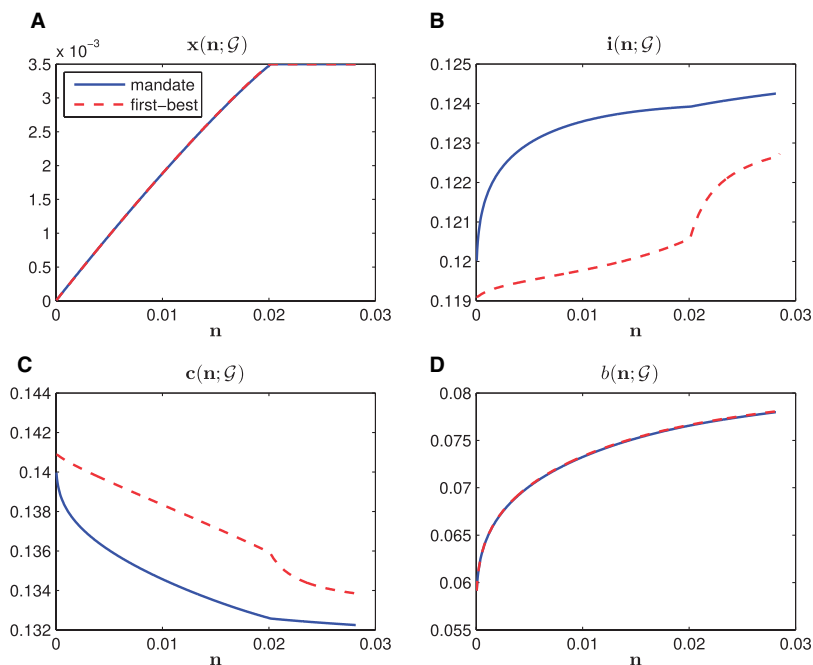 A
x(n; 𝒢)
x 10⁻³
3.5
3
2.5
2
1.5
1
0.5
0
0
0.01
0.02
0.03
n
mandate
first−best
B
i(n; 𝒢)
0.125
0.124
0.123
0.122
0.121
0.12
0.119
0
0.01
0.02
0.03
n
C
c(n; 𝒢)
0.144
0.142
0.14
0.138
0.136
0.134
0.132
0
0.01
0.02
0.03
n
D
b(n; 𝒢)
0.08
0.075
0.07
0.065
0.06
0.055
0
0.01
0.02
0.03
n